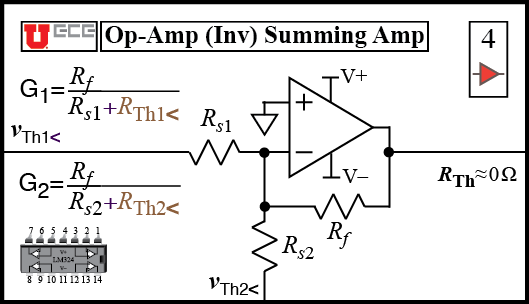 U ECE Op-Amp (Inv) Summing Amp 4
G1= Rf
Rs1+RTh1<
vTh1<
Rs1
+
−
V+
V−
RTh≈0Ω
G2= Rf
Rs2+RTh2<
Rf
Rs2
vTh2<
7 6 5 4 3 2 1
V+
LM324
V−
8 9 10 11 12 13 14